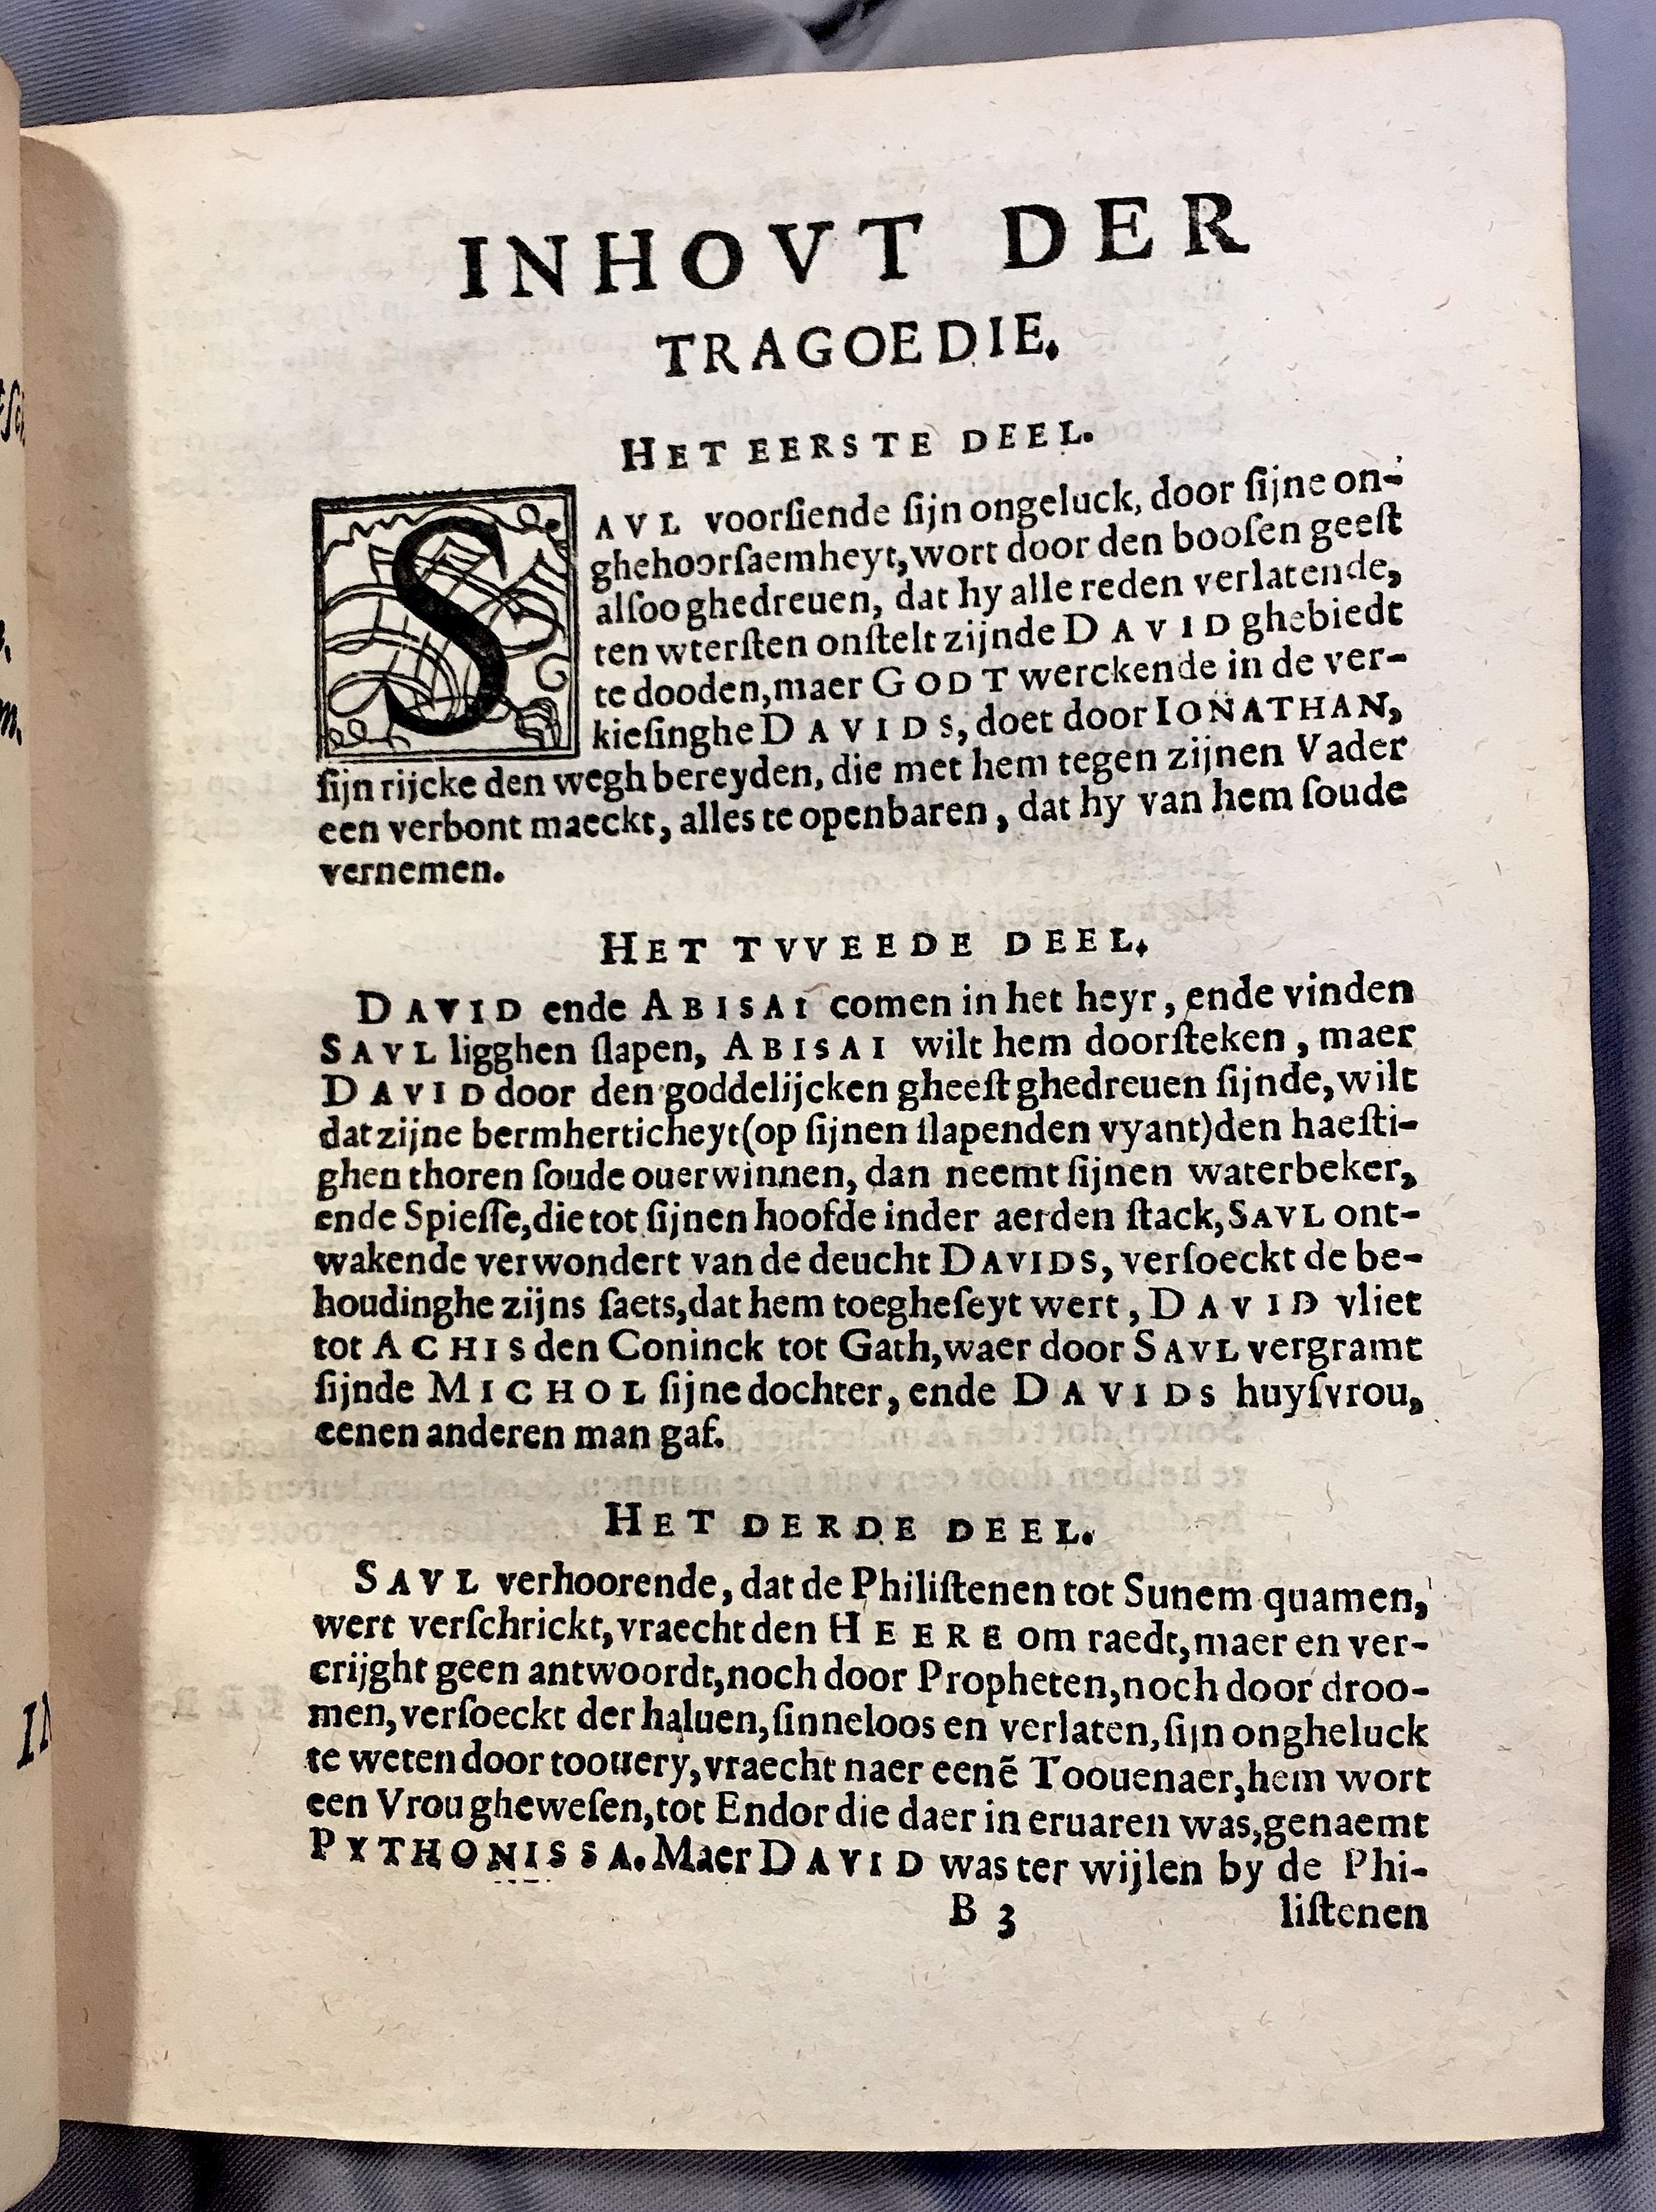 INHOVT DER
TRAGOEDIE.
HET EERSTE DEEL.
SAVL voorſiende ſijn ongeluck, door ſijne on-
ghehoorſaemheyt, wort door den booſen geeſt
alſoo ghedreuen, dat hy alle reden verlatende,
ten wterſten onſtelt zijnde DAVID ghebiedt
te dooden, maer GODT werckende in de ver-
kieſinghe DAVIDS, doet door IONATHAN,
ſijn rijcke den wegh bereyden, die met hem tegen zijnen Vader
een verbont maeckt, alles te openbaren, dat hy van hem ſoude
vernemen.
HET TVVEEDE DEEL.
DAVID ende ABISAI comen in het heyr, ende vinden
SAVL ligghen ſlapen, ABISAI wilt hem doorſteken, maer
DAVID door den goddelijcken gheeſt ghedreuen ſijnde, wilt
dat zijne bermherticheyt (op ſijnen ſlapenden vyant) den haeſti-
ghen thoren ſoude ouerwinnen, dan neemt ſijnen waterbeker,
ende Spieſſe, die tot ſijnen hoofde inder aerden ſtack, SAVL ont-
wakende verwondert van de deucht DAVIDS, verſoeckt de be-
houdinghe zijns ſaets, dat hem toegheſeyt wert, DAVID vliet
tot ACHIS den Coninck tot Gath, waer door SAVL vergramt
ſijnde MICHOL ſijne dochter, ende DAVIDS huyſvrou,
eenen anderen man gaf.
HET DERDE DEEL.
SAVL verhoorende, dat de Philiſtenen tot Sunem quamen,
wert verſchrickt, vraecht den HEERE om raedt, maer en ver-
crijght geen antwoordt, noch door Propheten, noch door droo-
men, verſoeckt der haluen, ſinneloos en verlaten, ſijn ongheluck
te weten door toouery, vraecht naer eenē Toouenaer, hem wort
een Vrou gheweſen, tot Endor die daer in eruaren was, genaemt
PYTHONISSA. Maer DAVID was ter wijlen by de Phi-
B 3 liſtenen